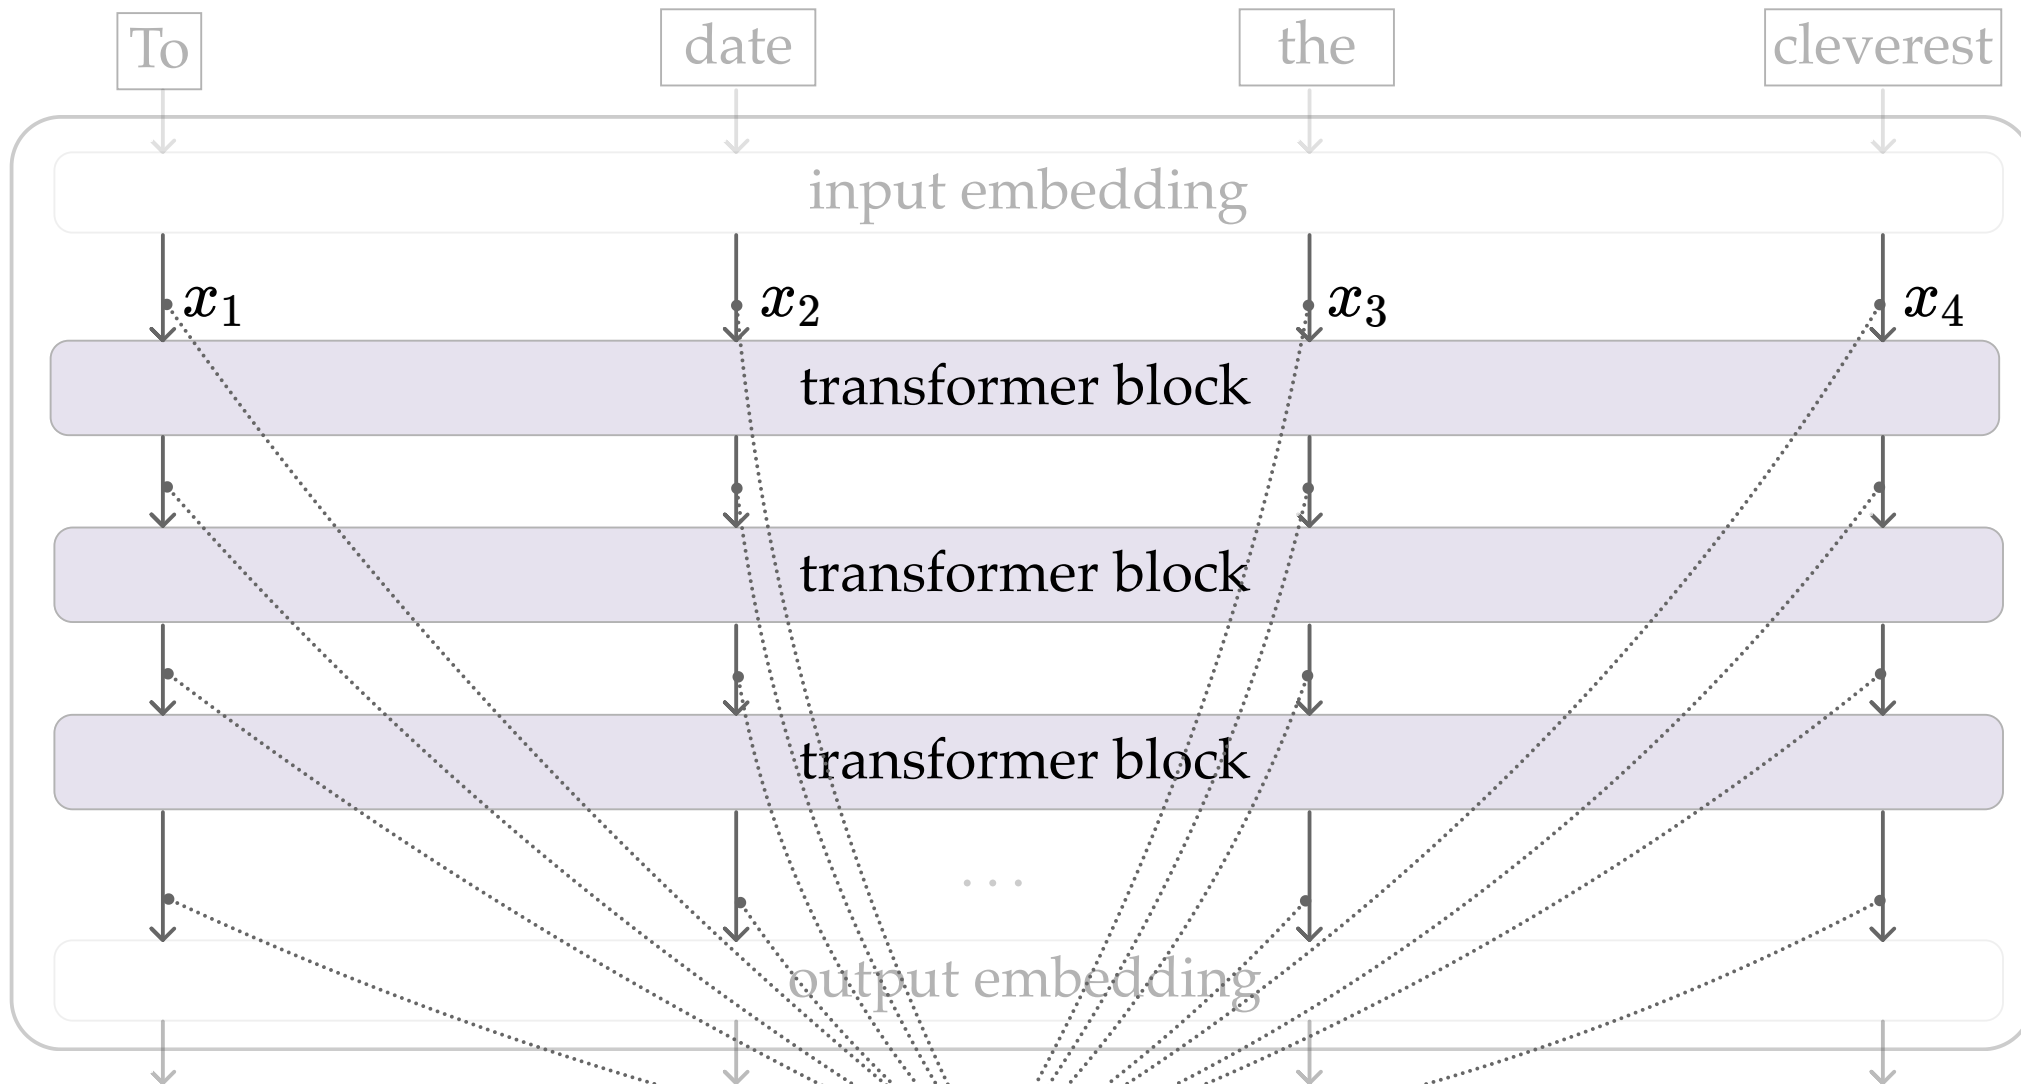 To date the cleverest
input embedding
x₁ x₂ x₃ x₄
transformer block
transformer block
transformer block
...
output embedding